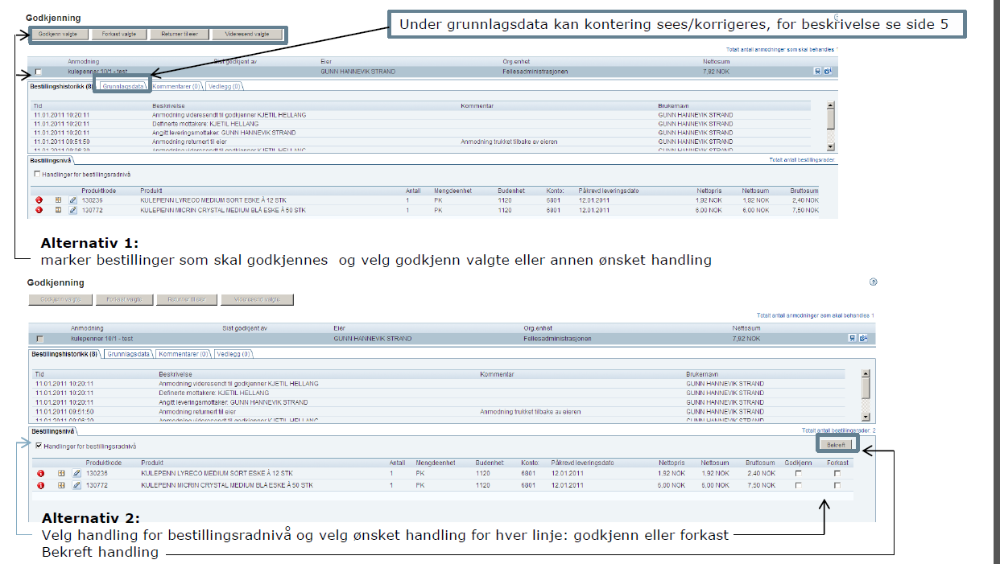 Godkjenning
Under grunnlagsdata kan kontering sees/korrigeres, for beskrivelse se side 5
Godkjenn valgte Forkast valgte Returner til eier Videresend valgte
Totalt antall anmodninger som skal behandles 1
Anmodning Sist godkjent av Eier Org.enhet Nettosum
kulepenner 10/1 - test GUNN HANNEVIK STRAND Fellesadministrasjonen 7,92 NOK
Bestillingshistorikk (8) Grunnlagsdata Kommentarer (0) Vedlegg (0)
Tid Beskrivelse Kommentar Brukernavn
11.01.2011 10:20:11 Anmodning videresendt til godkjenner KJETIL HELLANG GUNN HANNEVIK STRAND
11.01.2011 10:20:11 Definerte mottakere: KJETIL HELLANG GUNN HANNEVIK STRAND
11.01.2011 10:20:11 Angitt leveringsmottaker: GUNN HANNEVIK STRAND GUNN HANNEVIK STRAND
11.01.2011 09:51:50 Anmodning returnert til eier Anmodning trukket tilbake av eieren GUNN HANNEVIK STRAND
11.01.2011 09:06:20 Anmodning videresendt til godkjenner KJETIL HELLANG GUNN HANNEVIK STRAND
Bestillingsnivå Totalt antall bestillingsrader:
Handlinger for bestillingsradnivå
Produktkode Produkt Antall Mengdeenhet Budenhet Konto: Påkrevd leveringsdato Nettopris Nettosum Bruttosum
130236 KULEPENN LYRECO MEDIUM SORT ESKE Å 12 STK 1 PK 1120 6801 12.01.2011 1,92 NOK 1,92 NOK 2,40 NOK
130772 KULEPENN MICRIN CRYSTAL MEDIUM BLÅ ESKE Å 50 STK 1 PK 1120 6801 12.01.2011 6,00 NOK 6,00 NOK 7,50 NOK
Alternativ 1:
marker bestillinger som skal godkjennes og velg godkjenn valgte eller annen ønsket handling
Godkjenning
Godkjenn valgte Forkast valgte Returner til eier Videresend valgte
Totalt antall anmodninger som skal behandles 1
Anmodning Sist godkjent av Eier Org.enhet Nettosum
kulepenner 10/1 - test GUNN HANNEVIK STRAND Fellesadministrasjonen 7,92 NOK
Bestillingshistorikk (8) Grunnlagsdata Kommentarer (0) Vedlegg (0)
Tid Beskrivelse Kommentar Brukernavn
11.01.2011 10:20:11 Anmodning videresendt til godkjenner KJETIL HELLANG GUNN HANNEVIK STRAND
11.01.2011 10:20:11 Definerte mottakere: KJETIL HELLANG GUNN HANNEVIK STRAND
11.01.2011 10:20:11 Angitt leveringsmottaker: GUNN HANNEVIK STRAND GUNN HANNEVIK STRAND
11.01.2011 09:51:50 Anmodning returnert til eier Anmodning trukket tilbake av eieren GUNN HANNEVIK STRAND
11.01.2011 09:06:20 Anmodning videresendt til godkjenner KJETIL HELLANG GUNN HANNEVIK STRAND
Bestillingsnivå Totalt antall bestillingsrader: 2
Handlinger for bestillingsradnivå Bekreft
Produktkode Produkt Antall Mengdeenhet Budenhet Konto: Påkrevd leveringsdato Nettopris Nettosum Bruttosum Godkjenn Forkast
130236 KULEPENN LYRECO MEDIUM SORT ESKE Å 12 STK 1 PK 1120 6801 12.01.2011 1,92 NOK 1,92 NOK 2,40 NOK
130772 KULEPENN MICRIN CRYSTAL MEDIUM BLÅ ESKE Å 50 STK 1 PK 1120 6801 12.01.2011 6,00 NOK 6,00 NOK 7,50 NOK
Alternativ 2:
Velg handling for bestillingsradnivå og velg ønsket handling for hver linje: godkjenn eller forkast
Bekreft handling